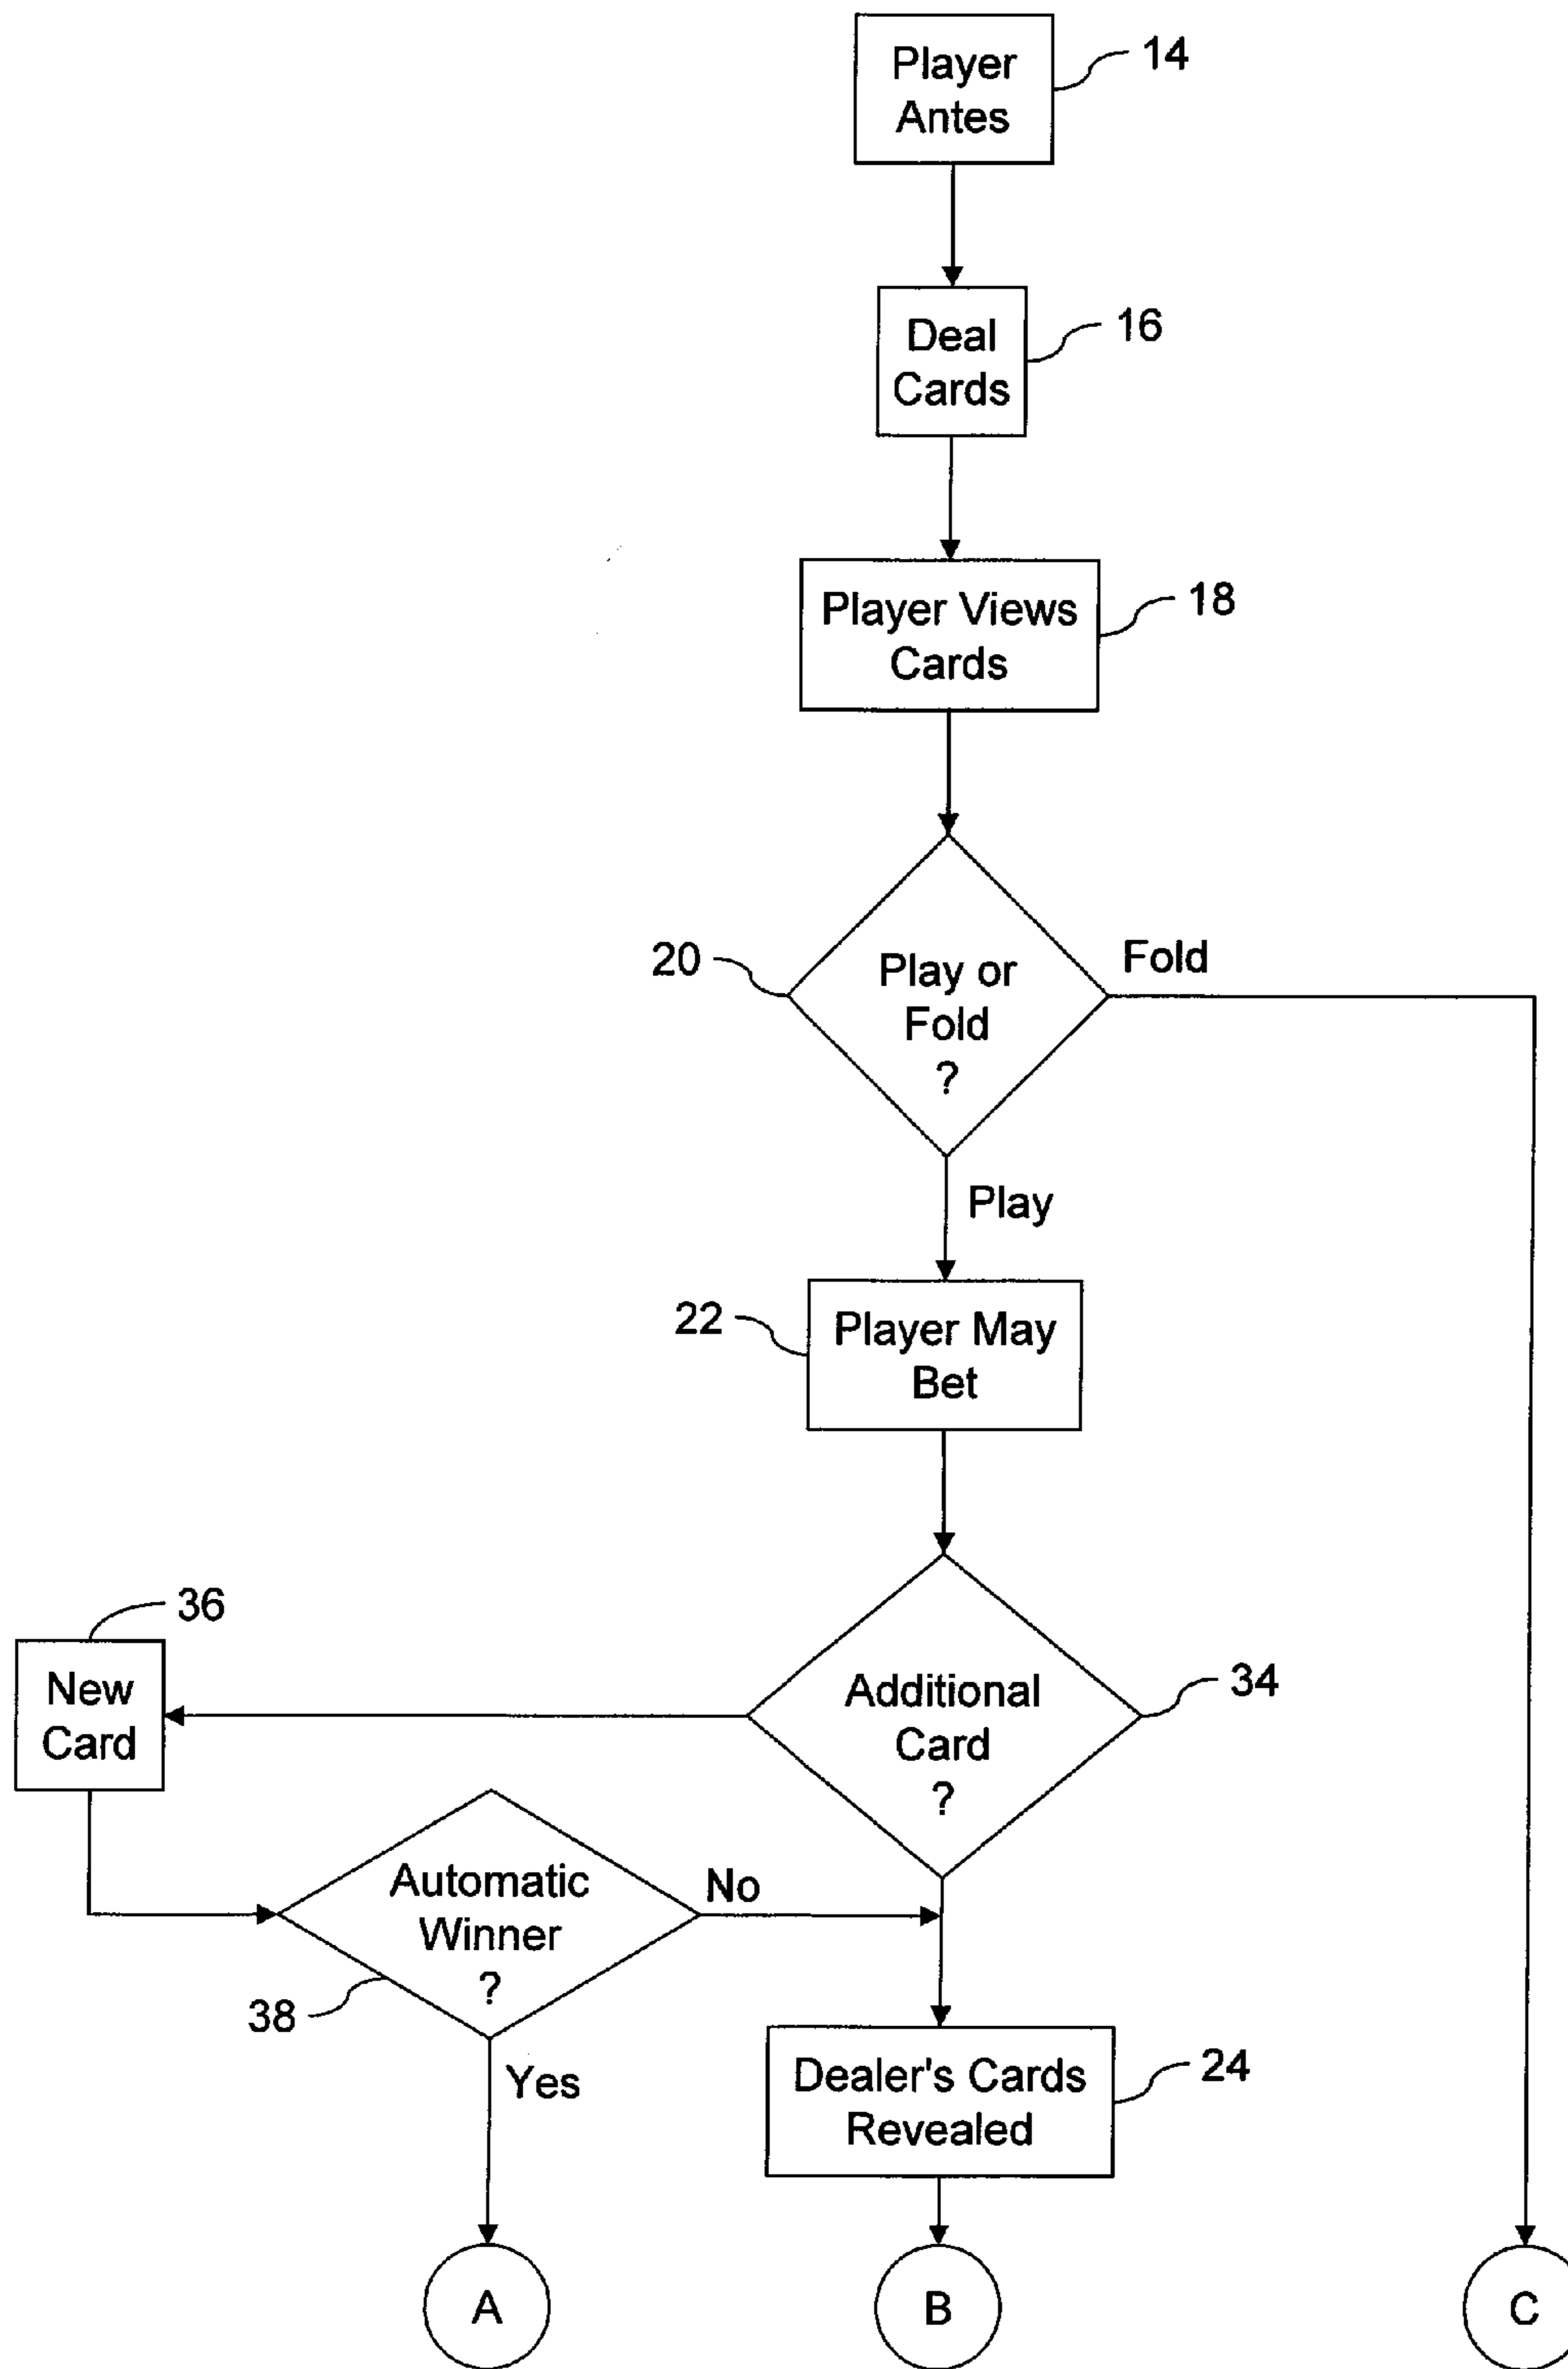 Player
Antes
14
Deal
Cards
16
Player Views
Cards
18
20
Play or
Fold
?
Fold
Play
22
Player May
Bet
36
New
Card
Additional
Card
?
34
Automatic
Winner
?
No
38
Yes
Dealer's Cards
Revealed
24
A
B
C